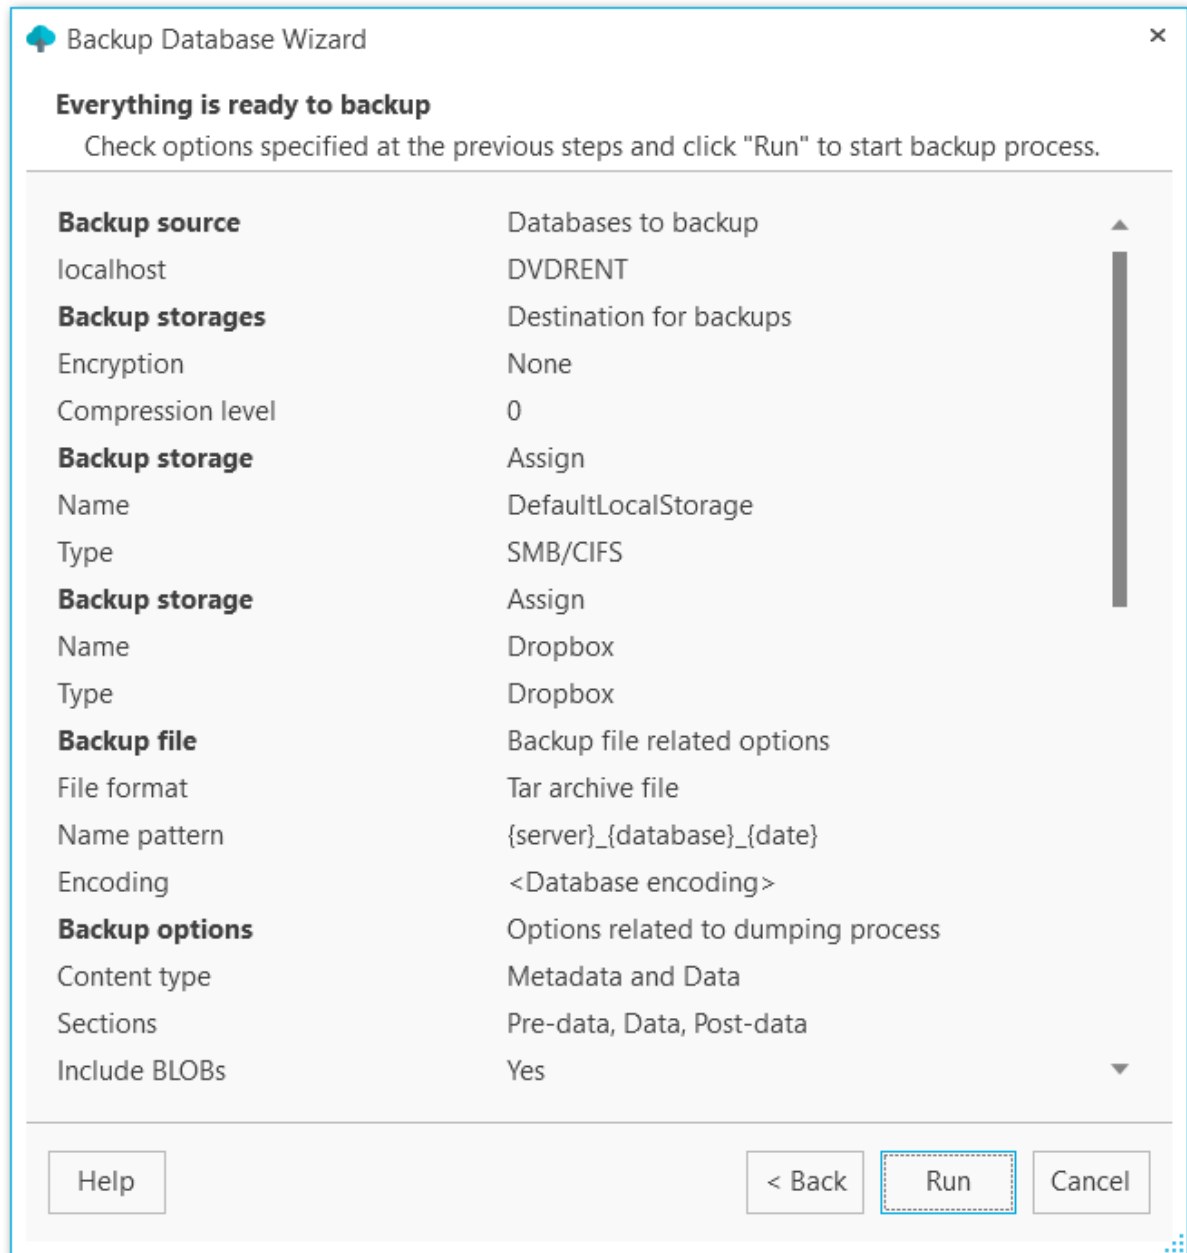 Backup Database Wizard
Everything is ready to backup
Check options specified at the previous steps and click "Run" to start backup process.
Backup source Databases to backup
localhost DVDRENT
Backup storages Destination for backups
Encryption None
Compression level 0
Backup storage Assign
Name DefaultLocalStorage
Type SMB/CIFS
Backup storage Assign
Name Dropbox
Type Dropbox
Backup file Backup file related options
File format Tar archive file
Name pattern {server}_{database}_{date}
Encoding <Database encoding>
Backup options Options related to dumping process
Content type Metadata and Data
Sections Pre-data, Data, Post-data
Include BLOBs Yes
Help < Back Run Cancel